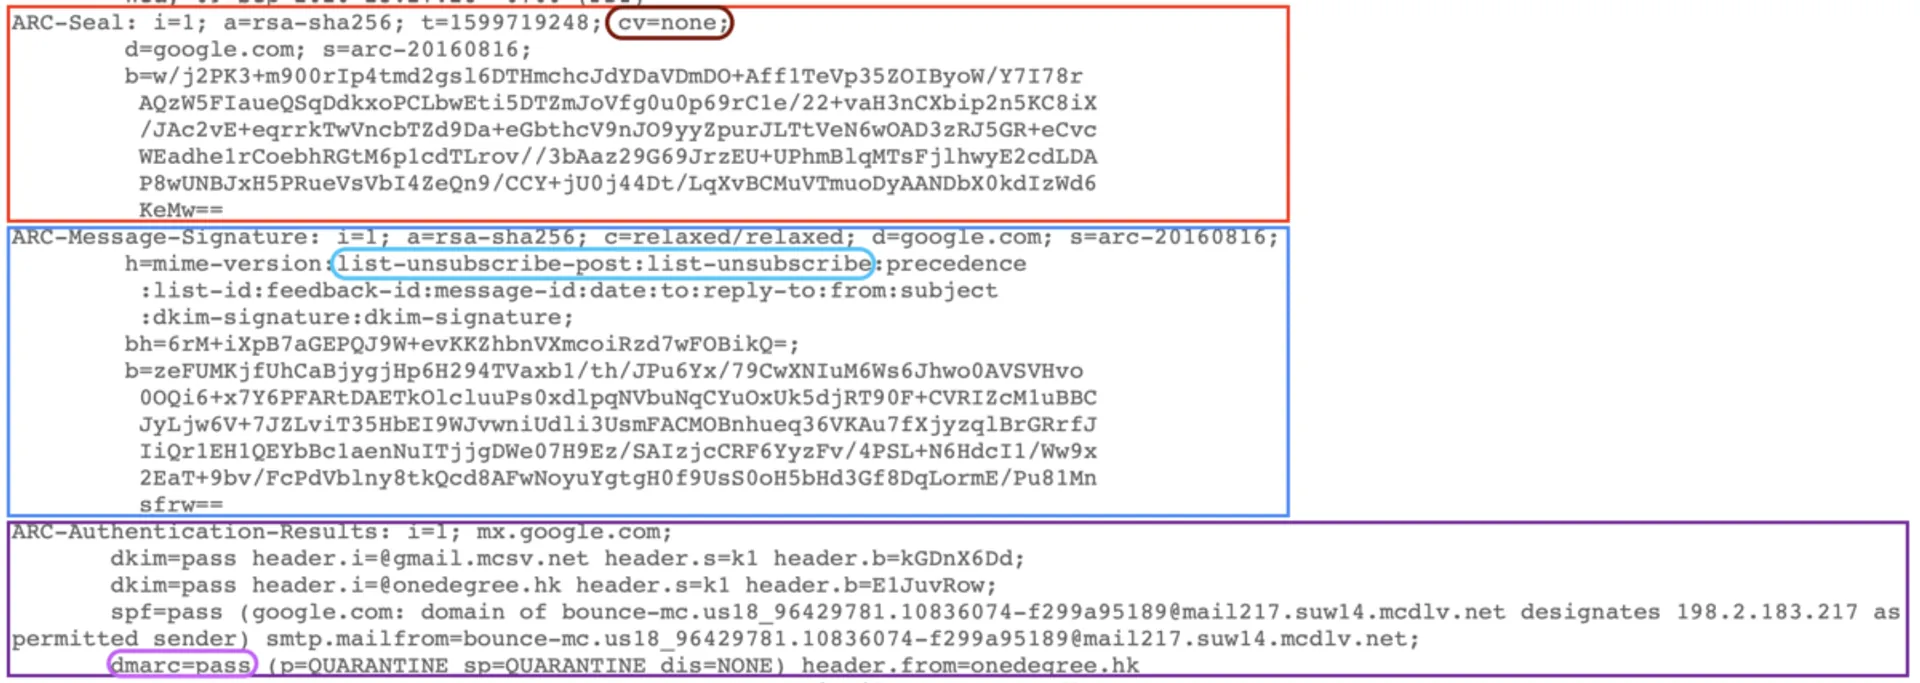 ARC-Seal: i=1; a=rsa-sha256; t=1599719248; cv=none;
d=google.com; s=arc-20160816;
b=w/j2PK3+m900rIp4tmd2gsl6DTHmchcJdYDaVDmDO+Aff1TeVp35ZOIByoW/Y7I78r
AQzW5FIaueQSqDdkxoPCLbwEti5DTZmJoVfg0u0p69rC1e/22+vaH3nCXbip2n5KC8iX
/JAc2vE+eqrrkTwVncbTZd9Da+eGbthcV9nJO9yyZpurJLTtVeN6wOAD3zRJ5GR+eCvc
WEadhe1rCoebhRGtM6p1cdTLrov//3bAaz29G69JrzEU+UPhmBlqMTsFjlhwyE2cdLDA
P8wUNBJxH5PRueVsVbI4ZeQn9/CCY+jU0j44Dt/LqXvBCMuVTmuoDyAANDbX0kdIzWd6
KeMw==
ARC-Message-Signature: i=1; a=rsa-sha256; c=relaxed/relaxed; d=google.com; s=arc-20160816;
h=mime-version:list-unsubscribe-post:list-unsubscribe:precedence
:list-id:feedback-id:message-id:date:to:reply-to:from:subject
:dkim-signature:dkim-signature;
bh=6rM+iXpB7aGEPQJ9W+evKKZhbnVXmcoiRzd7wFOBikQ=;
b=zeFUMKjfUhCaBjygjHp6H294TVaxb1/th/JPu6Yx/79CwXNIuM6Ws6Jhwo0AVSVHvo
0OQi6+x7Y6PFARtDAETkOlcluuPs0xdlpqNVbuNqCYuOxUk5djRT90F+CVRIZcM1uBBC
JyLjw6V+7JZLviT35HbEI9WJvwniUdli3UsmFACMOBnhueq36VKAu7fXjyzqlBrGRrfJ
IiQr1EH1QEYbBc1aenNuITjjgDWe07H9Ez/SAIzjcCRF6YyzFv/4PSL+N6HdcI1/Ww9x
2EaT+9bv/FcPdVblny8tkQcd8AFwNoyuYgtgH0f9UsS0oH5bHd3Gf8DqLormE/Pu81Mn
sfrw==
ARC-Authentication-Results: i=1; mx.google.com;
dkim=pass header.i=@gmail.mcsv.net header.s=k1 header.b=kGDnX6Dd;
dkim=pass header.i=@onedegree.hk header.s=k1 header.b=E1JuvRow;
spf=pass (google.com: domain of bounce-mc.us18_96429781.10836074-f299a95189@mail217.suw14.mcdlv.net designates 198.2.183.217 as
permitted sender) smtp.mailfrom=bounce-mc.us18_96429781.10836074-f299a95189@mail217.suw14.mcdlv.net;
dmarc=pass (p=QUARANTINE sp=QUARANTINE dis=NONE) header.from=onedegree.hk